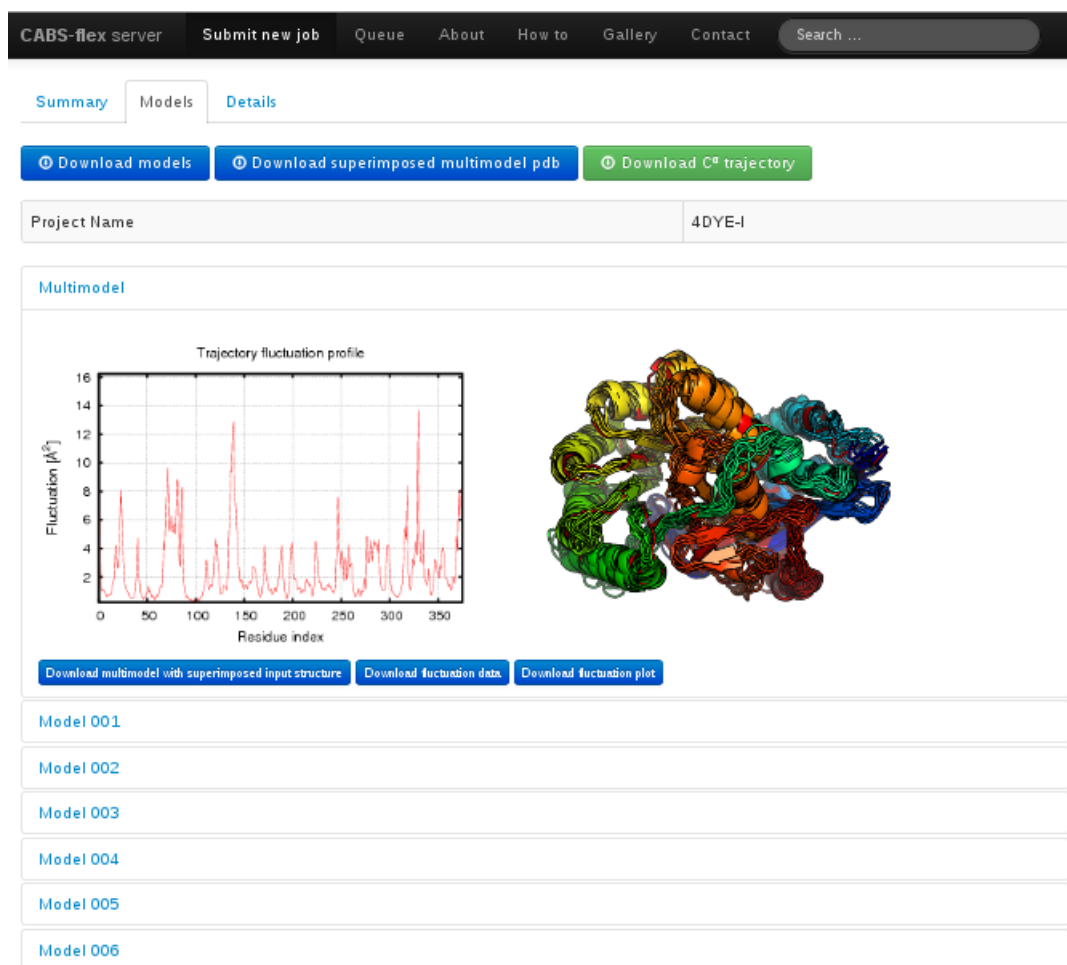 CABS-flex server Submit new job Queue About How to Gallery Contact Search ...
Summary Models Details
Download models Download superimposed multimodel pdb Download Cα trajectory
Project Name 4DYE-I
Multimodel
Trajectory fluctuation profile
16
14
12
10
8
6
4
2
Fluctuation [Å²]
0 50 100 150 200 250 300 350
Residue index
Download multimodel with superimposed input structure Download fluctuation data Download fluctuation plot
Model 001
Model 002
Model 003
Model 004
Model 005
Model 006